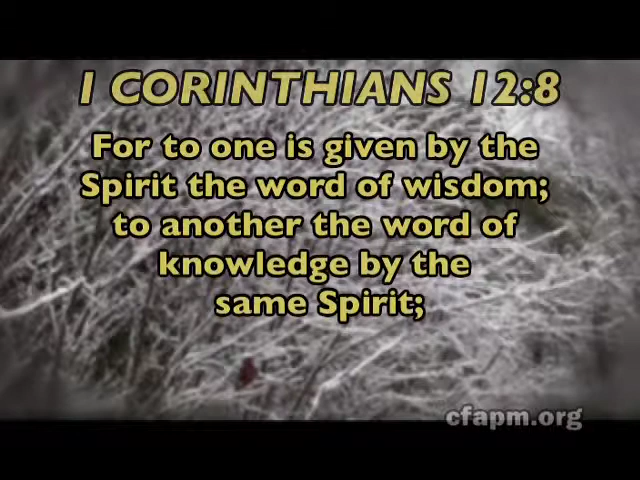 1 CORINTHIANS 12:8
For to one is given by the
Spirit the word of wisdom;
to another the word of
knowledge by the
same Spirit;
cfapm.org